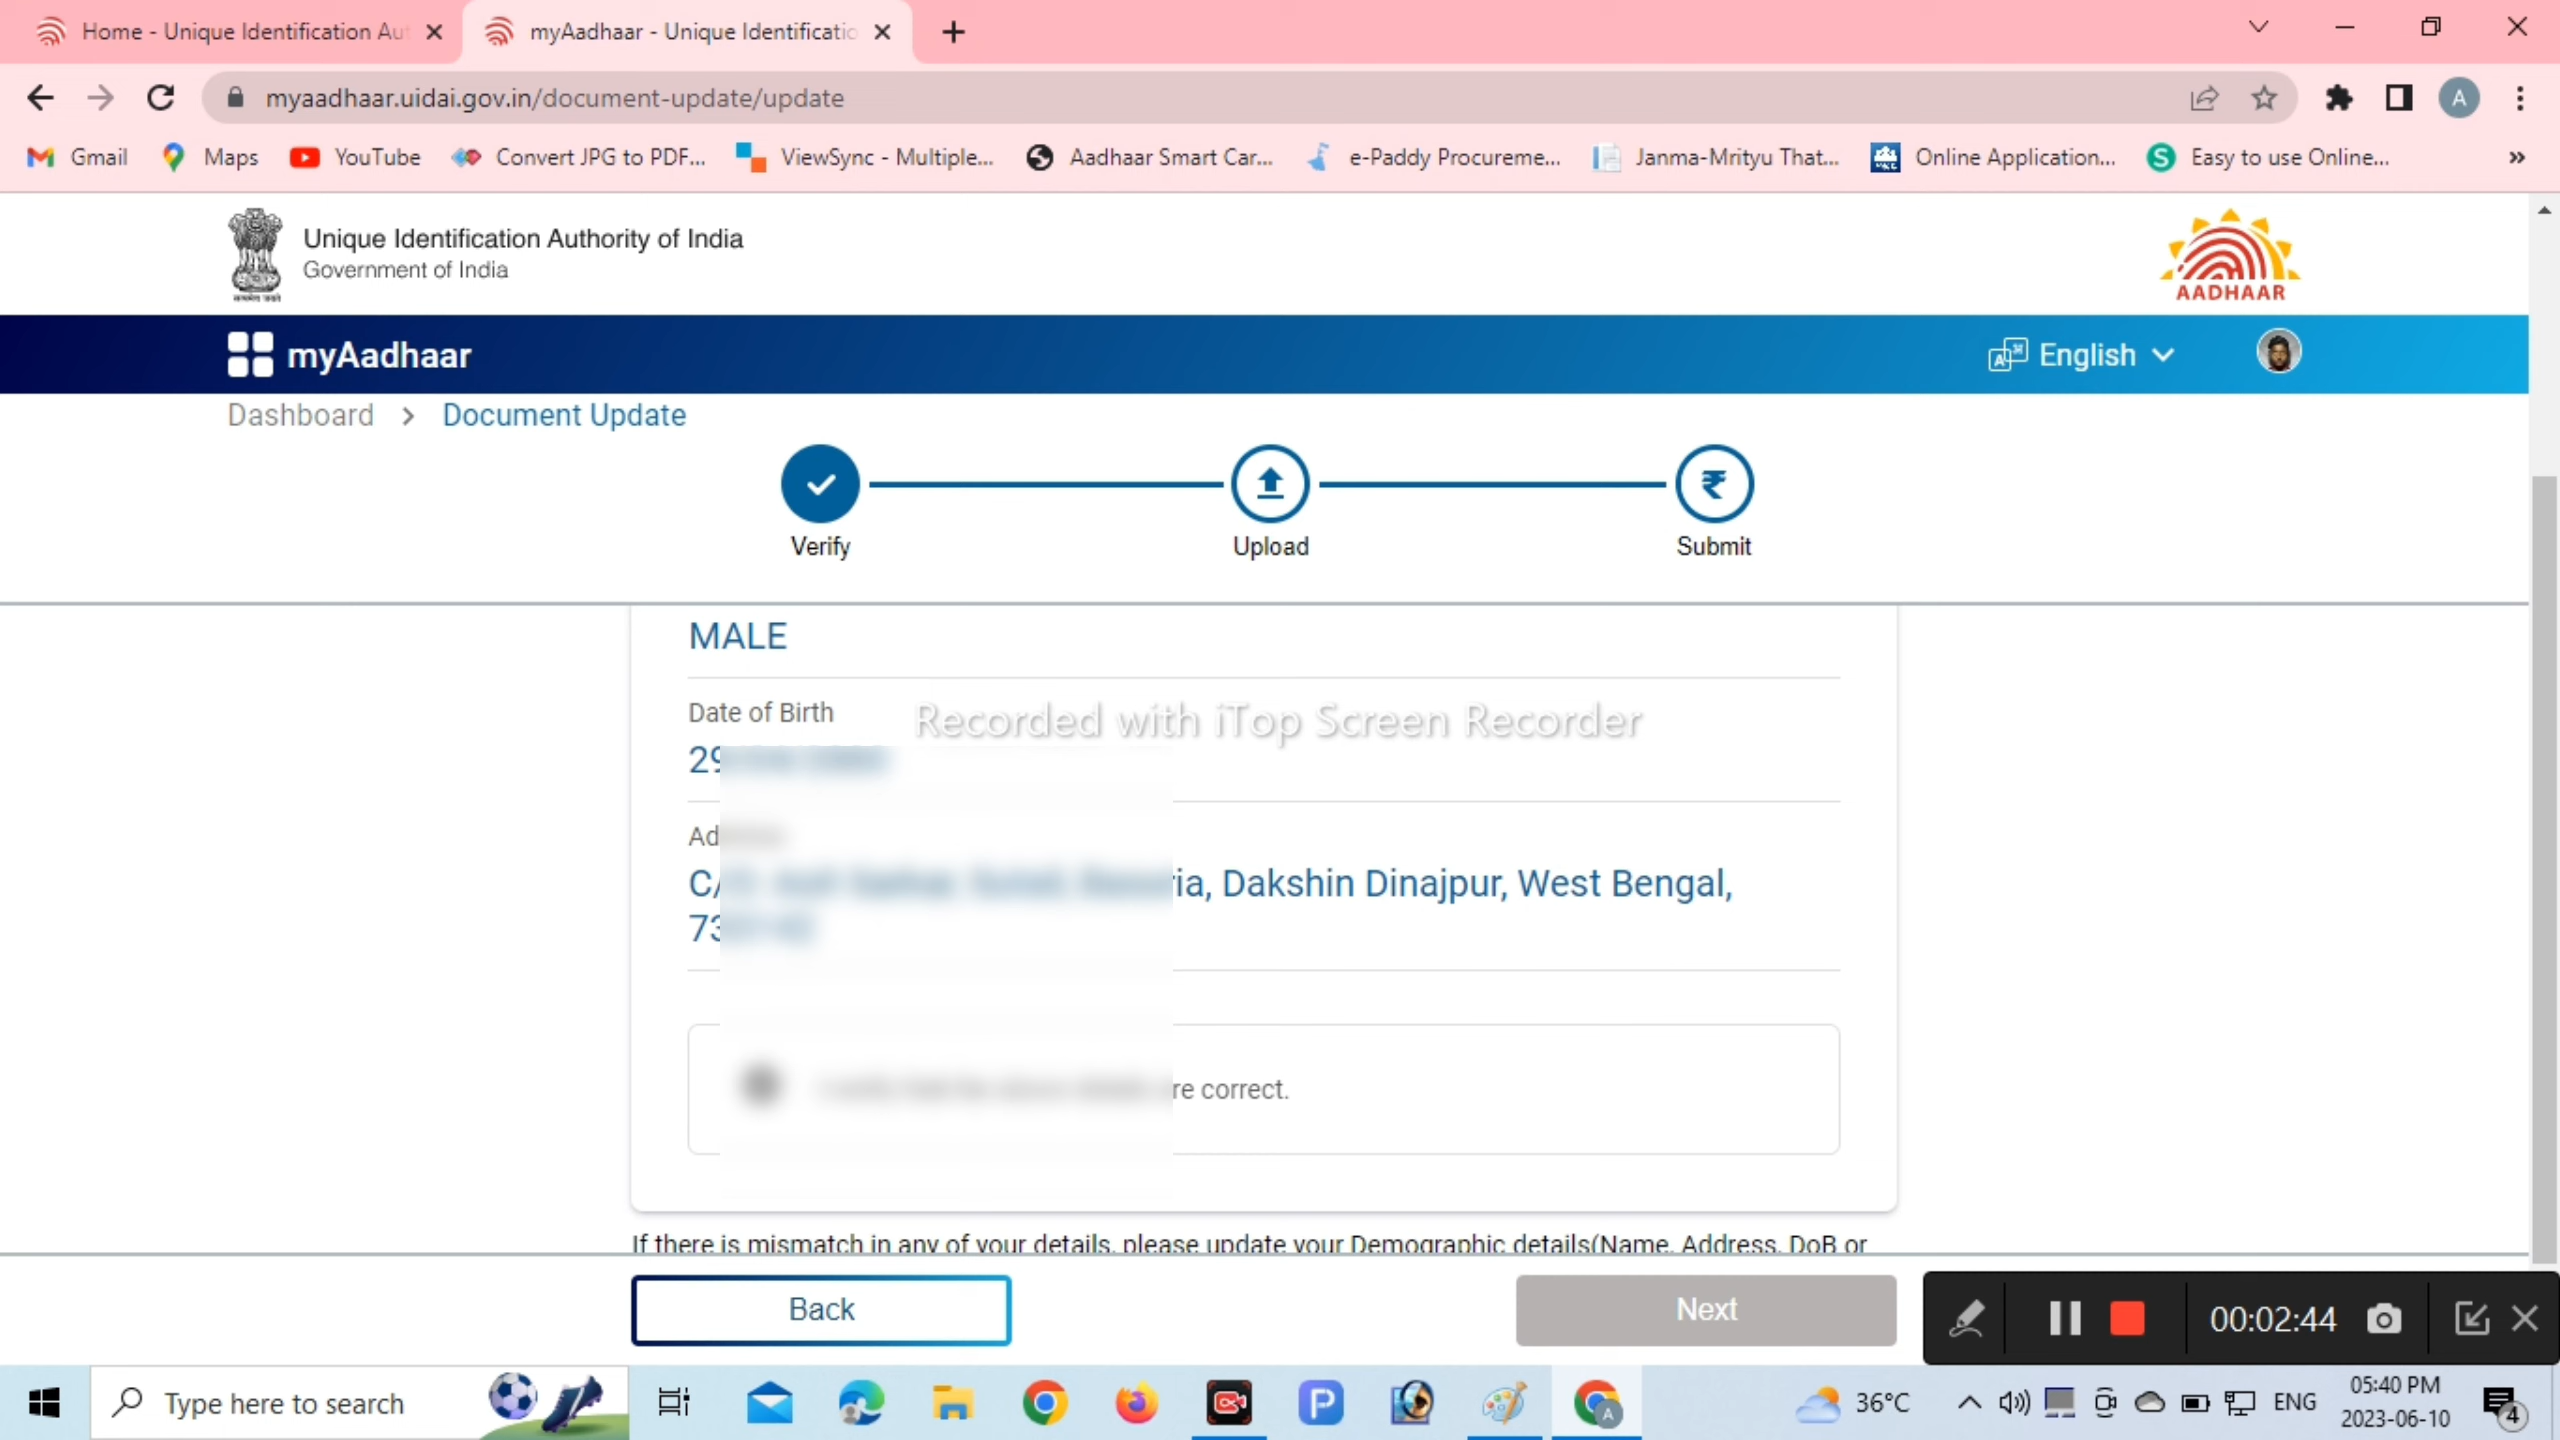 Home - Unique Identification Au
myAadhaar - Unique Identificatio
myaadhaar.uidai.gov.in/document-update/update
A
Gmail
Maps
YouTube
Convert JPG to PDF...
ViewSync - Multiple...
Aadhaar Smart Car...
e-Paddy Procureme...
Janma-Mrityu That...
Online Application...
Easy to use Online...
Unique Identification Authority of India
Government of India
AADHAAR
myAadhaar
English
Dashboard > Document Update
Verify
Upload
Submit
MALE
Date of Birth
Recorded with iTop Screen Recorder
Dakshin Dinajpur, West Bengal,
re correct.
If there is mismatch in any of your details, please update your Demographic details(Name, Address, DoB or
Back
Next
00:02:44
Type here to search
36°C
ENG
05:40 PM
2023-06-10
4